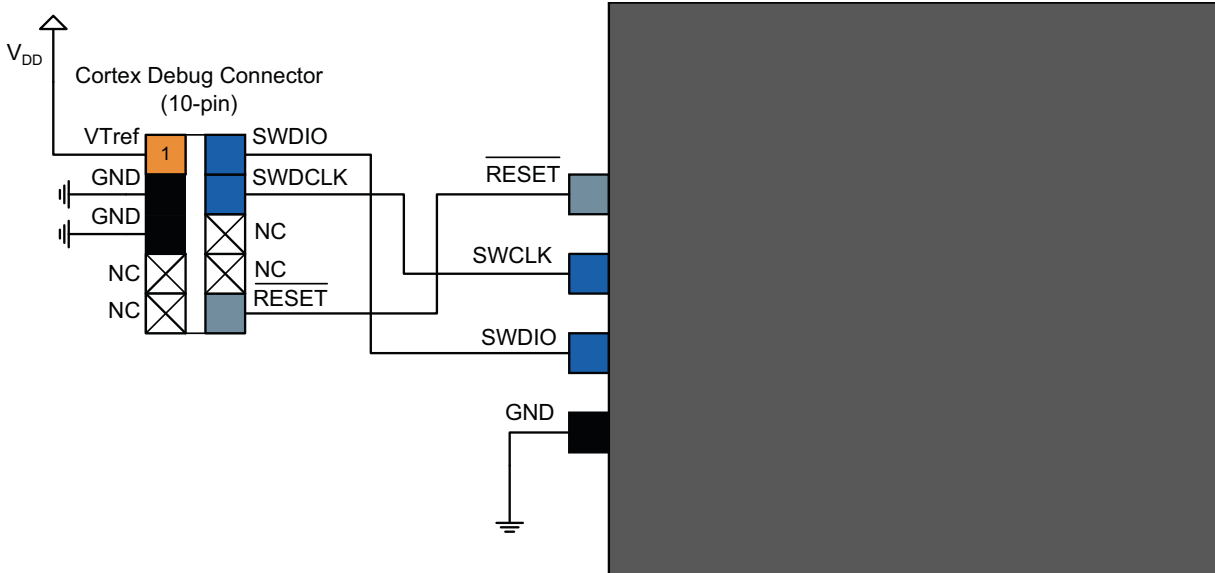 V_DD
Cortex Debug Connector
(10-pin)
VTref
1
SWDIO
GND
SWDCLK
GND
NC
NC
NC
NC
RESET
RESET
SWCLK
SWDIO
GND